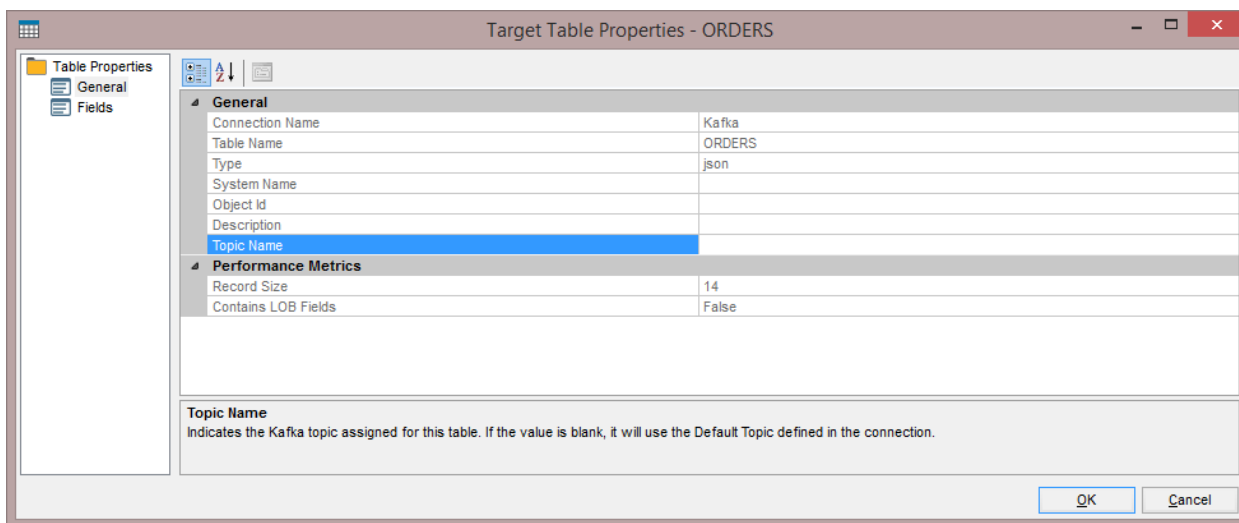 Target Table Properties - ORDERS
Table Properties
General
Fields
General
Connection Name Kafka
Table Name ORDERS
Type json
System Name
Object Id
Description
Topic Name
Performance Metrics
Record Size 14
Contains LOB Fields False
Topic Name
Indicates the Kafka topic assigned for this table. If the value is blank, it will use the Default Topic defined in the connection.
OK Cancel